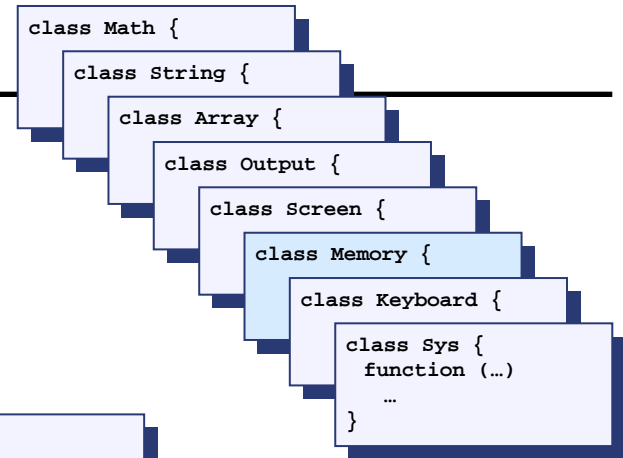 class Math {
class String {
class Array {
class Output {
class Screen {
class Memory {
class Keyboard {
class Sys {
function (…)
…
}